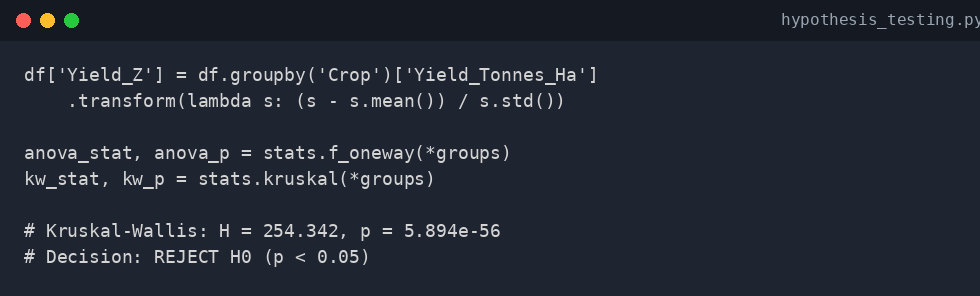 hypothesis_testing.py
df['Yield_Z'] = df.groupby('Crop')['Yield_Tonnes_Ha']
    .transform(lambda s: (s - s.mean()) / s.std())
anova_stat, anova_p = stats.f_oneway(*groups)
kw_stat, kw_p = stats.kruskal(*groups)
# Kruskal-Wallis: H = 254.342, p = 5.894e-56
# Decision: REJECT H0 (p < 0.05)